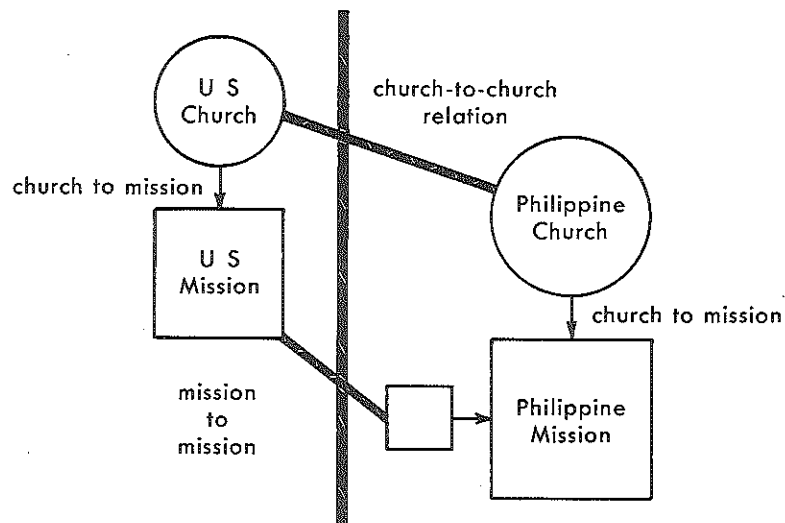 U S
Church
church-to-church
relation
church to mission
Philippine
Church
U S
Mission
church to mission
mission
to
mission
Philippine
Mission